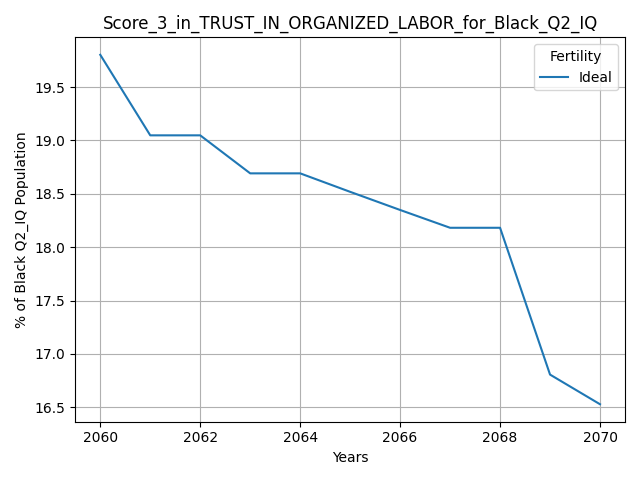 Score_3_in_TRUST_IN_ORGANIZED_LABOR_for_Black_Q2_IQ
Fertility
Ideal
% of Black Q2_IQ Population
19.5
19.0
18.5
18.0
17.5
17.0
16.5
2060 2062 2064 2066 2068 2070
Years